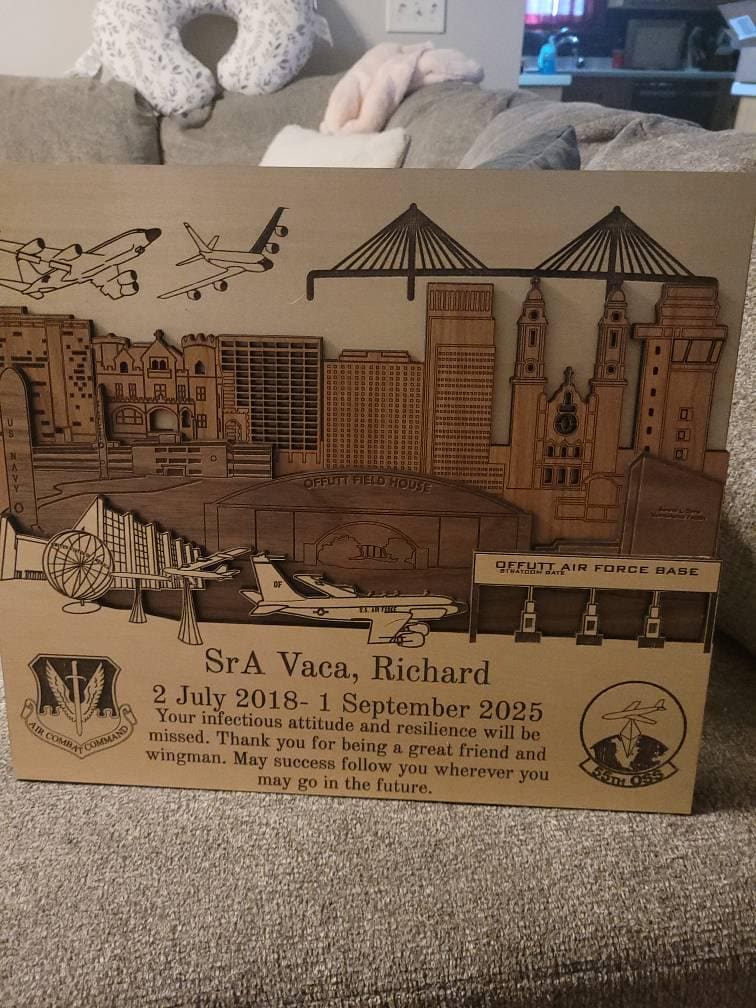 US NAVY
OFFUTT FIELD HOUSE
OF
U.S. AIR FORCE
OFFUTT AIR FORCE BASE
STRATCOM GATE
SrA Vaca, Richard
2 July 2018- 1 September 2025
Your infectious attitude and resilience will be
missed. Thank you for being a great friend and
wingman. May success follow you wherever you
may go in the future.
AIR COMBAT COMMAND
55TH OSS